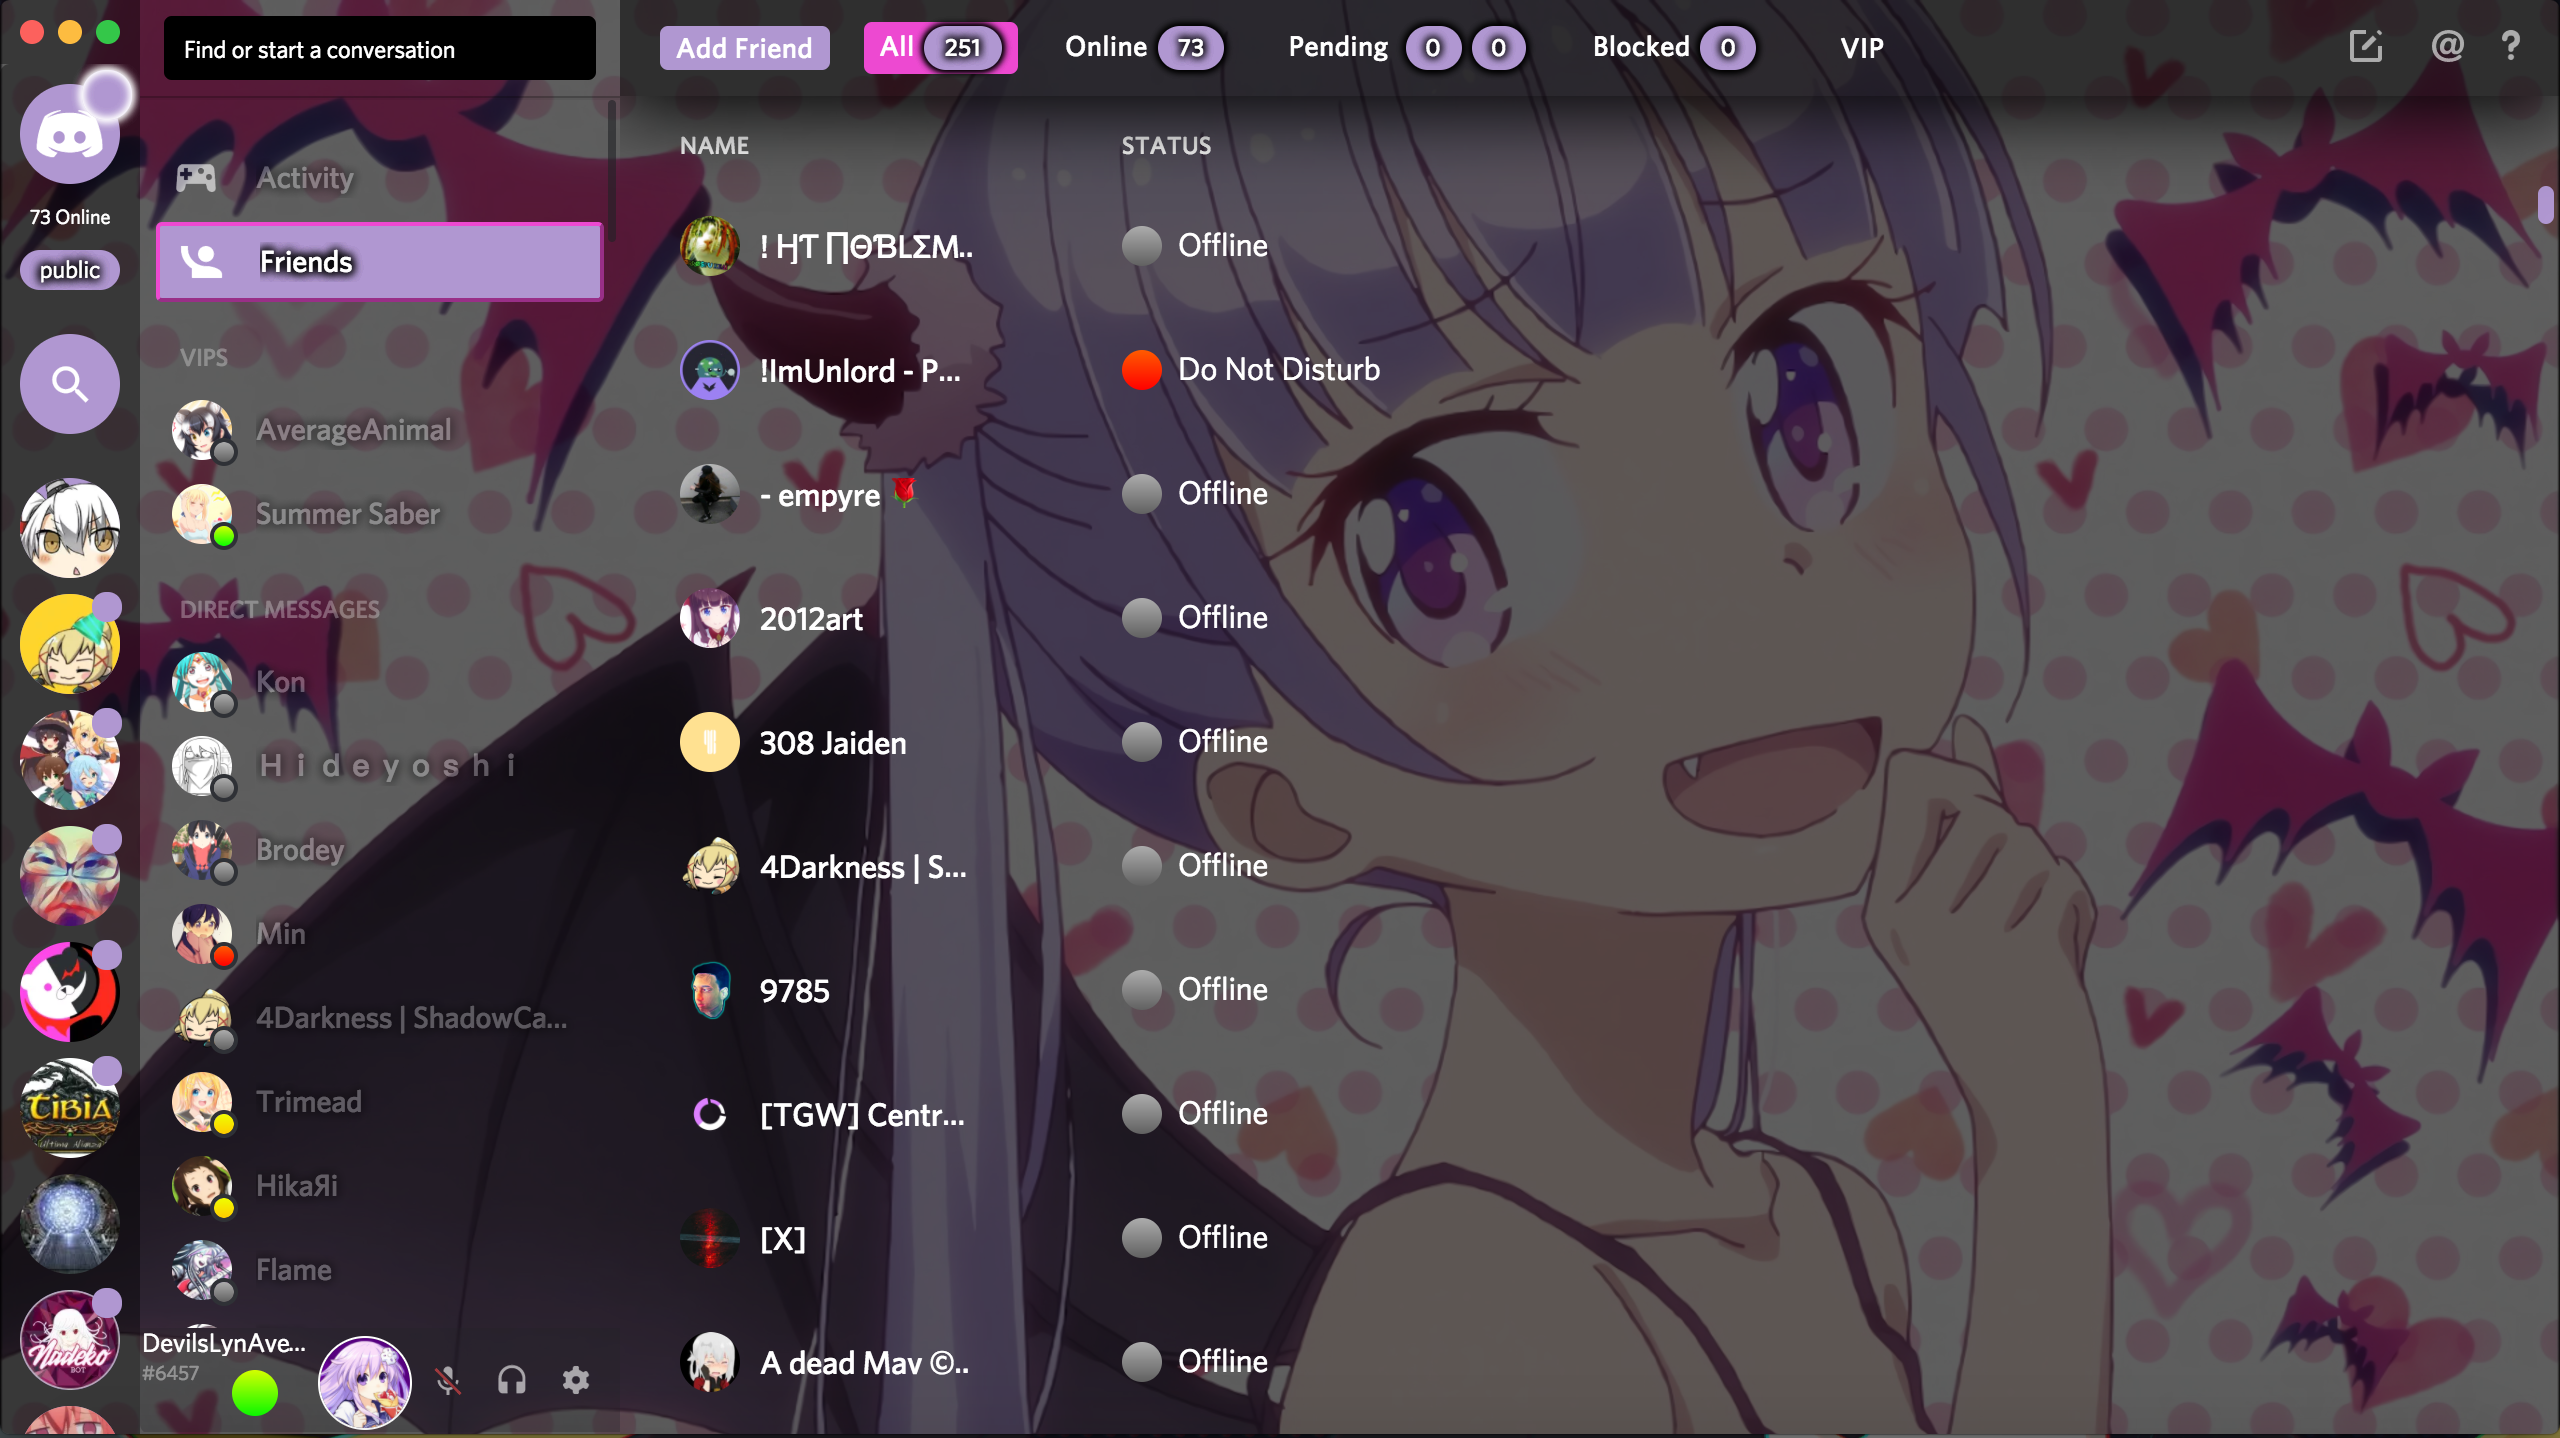 Find or start a conversation
Add Friend
All 251
Online 73
Pending 0 0
Blocked 0
VIP
@
?
73 Online
public
Activity
Friends
VIPS
AverageAnimal
Summer Saber
DIRECT MESSAGES
Kon
Ｈｉｄｅｙｏｓｈｉ
Brodey
Min
4Darkness | ShadowCa...
Trimead
HikaЯi
Flame
TIBIA
Nadeko
BOT
DevilsLynAve...
#6457
NAME
STATUS
Offline
!ImUnlord - P...
Do Not Disturb
- empyre 🌹
Offline
2012art
Offline
308 Jaiden
Offline
4Darkness | S...
Offline
9785
Offline
[TGW] Centr...
Offline
[X]
Offline
A dead Mav ©..
Offline